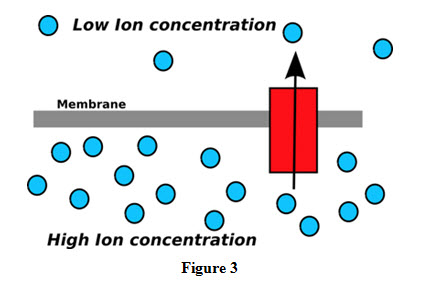 Low Ion concentration
Membrane
High Ion concentration
Figure 3